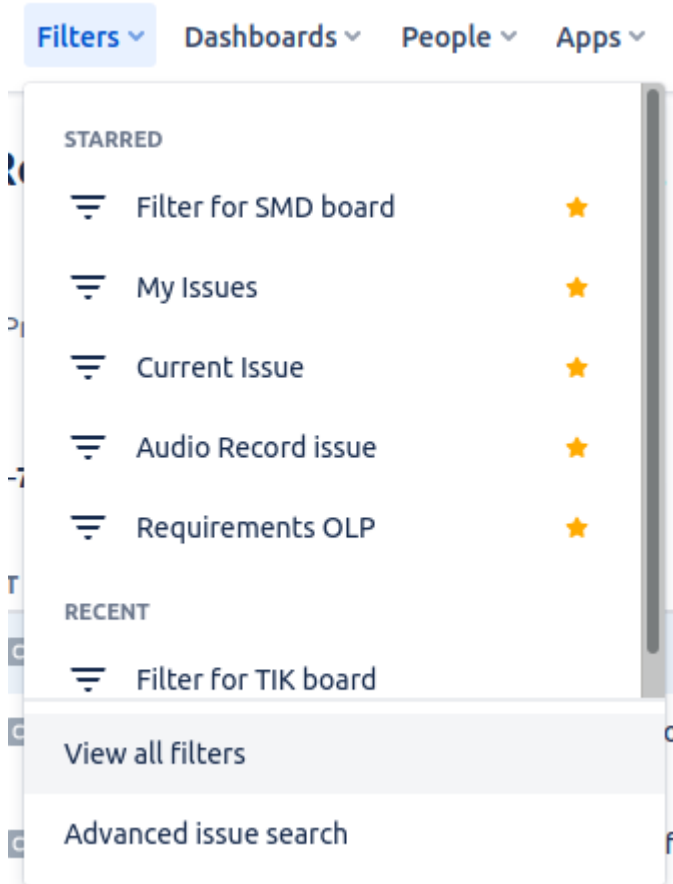 Filters Dashboards People Apps
STARRED
Filter for SMD board
My Issues
Current Issue
Audio Record issue
Requirements OLP
RECENT
Filter for TIK board
View all filters
Advanced issue search